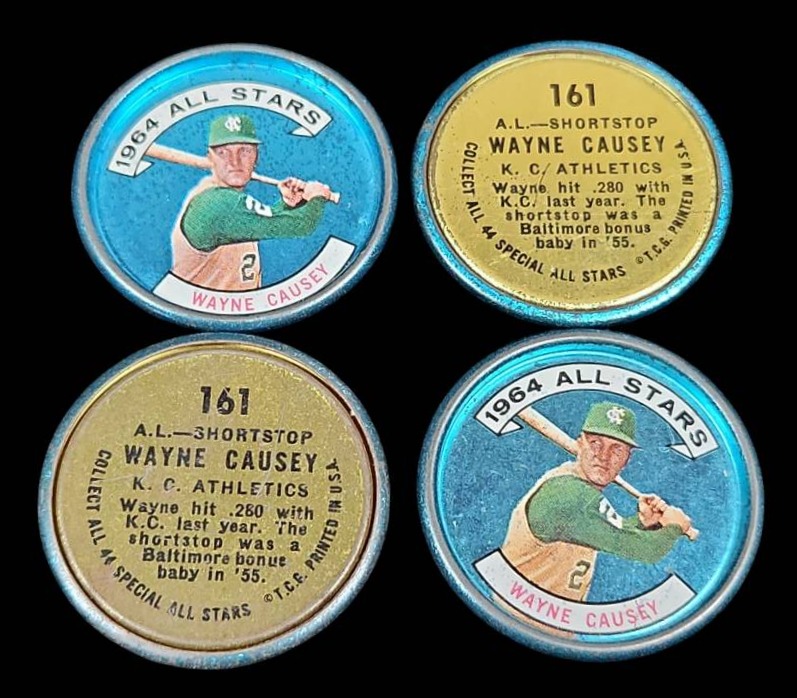 1964 ALL STARS
KC
2
2
WAYNE CAUSEY
161
A.L.—SHORTSTOP
WAYNE CAUSEY
K. C. ATHLETICS
Wayne hit .280 with
K.C. last year. The
shortstop was a
Baltimore bonus
baby in '55.
COLLECT ALL 44 SPECIAL ALL STARS
©T.C.G. PRINTED IN U.S.A.
161
A.L.—SHORTSTOP
WAYNE CAUSEY
K. C. ATHLETICS
Wayne hit .280 with
K.C. last year. The
shortstop was a
Baltimore bonus
baby in '55.
COLLECT ALL 44 SPECIAL ALL STARS
©T.C.G. PRINTED IN U.S.A.
1964 ALL STARS
KC
2
WAYNE CAUSEY